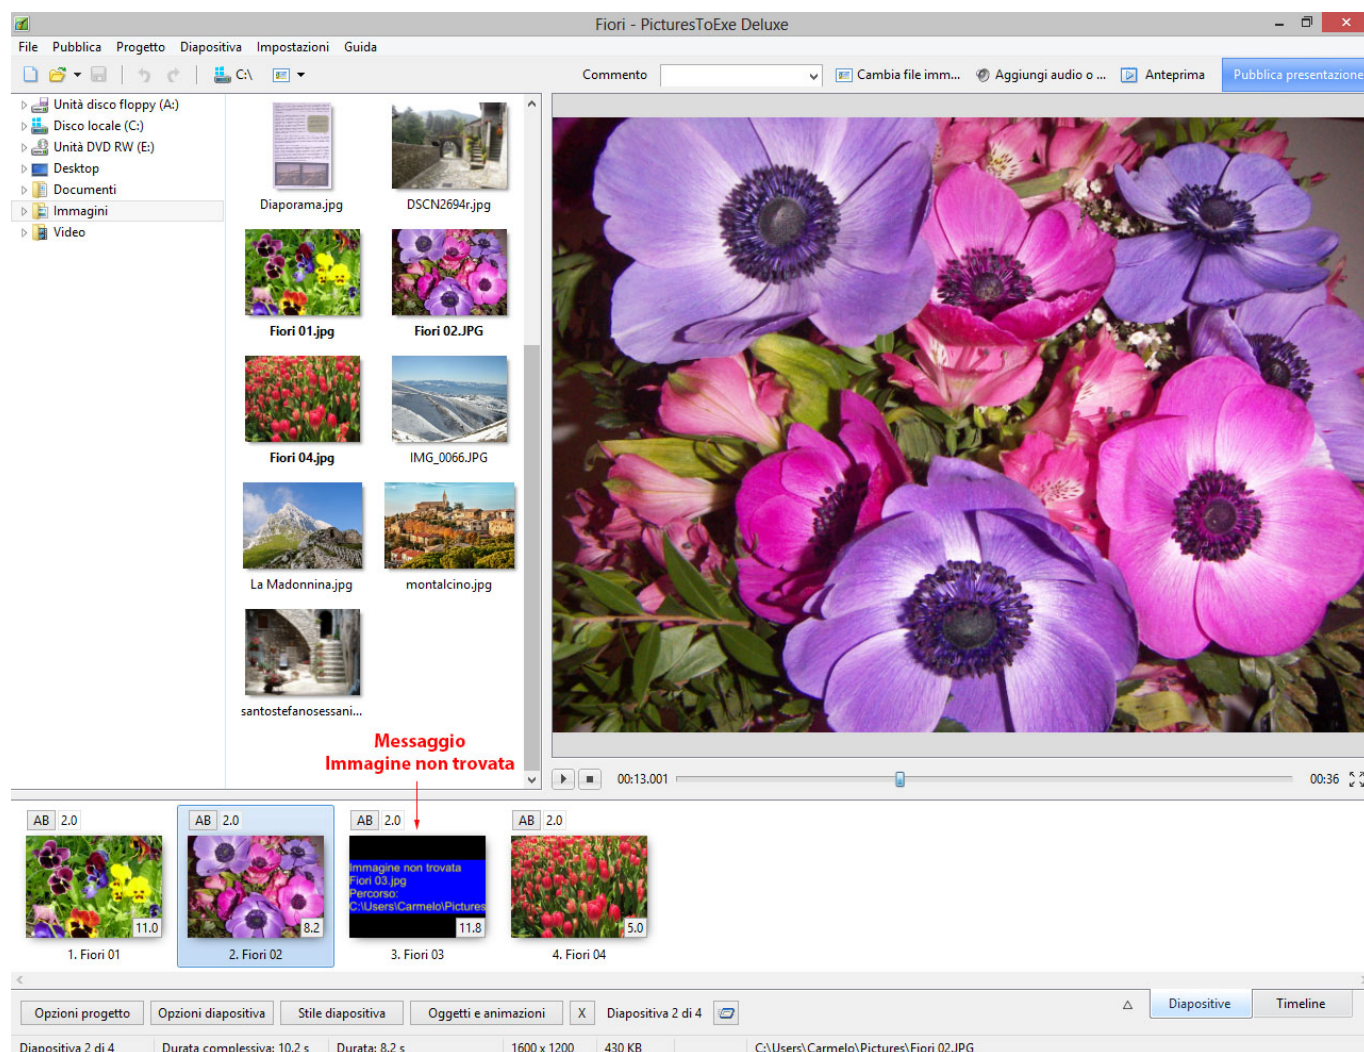 Fiori - PicturesToExe Deluxe
File Pubblica Progetto Diapositiva Impostazioni Guida
C:\
Commento
Cambia file imm...
Aggiungi audio o ...
Anteprima
Pubblica presentazione
Unità disco floppy (A:)
Disco locale (C:)
Unità DVD RW (E:)
Desktop
Documenti
Immagini
Video
Diaporama.jpg
DSCN2694r.jpg
Fiori 01.jpg
Fiori 02.JPG
Fiori 04.jpg
IMG_0066.JPG
La Madonnina.jpg
montalcino.jpg
santostefanosessani...
Messaggio
Immagine non trovata
00:13.001
00:36
AB 2.0
AB 2.0
AB 2.0
AB 2.0
Immagine non trovata
Fiori 03.jpg
Percorso:
C:\Users\Carmelo\Pictures
11.0
8.2
11.8
5.0
1. Fiori 01
2. Fiori 02
3. Fiori 03
4. Fiori 04
Opzioni progetto
Opzioni diapositiva
Stile diapositiva
Oggetti e animazioni
X
Diapositiva 2 di 4
Diapositive
Timeline
Diapositiva 2 di 4
Durata complessiva: 10.2 s
Durata: 8.2 s
1600 x 1200
430 KB
C:\Users\Carmelo\Pictures\Fiori 02.JPG